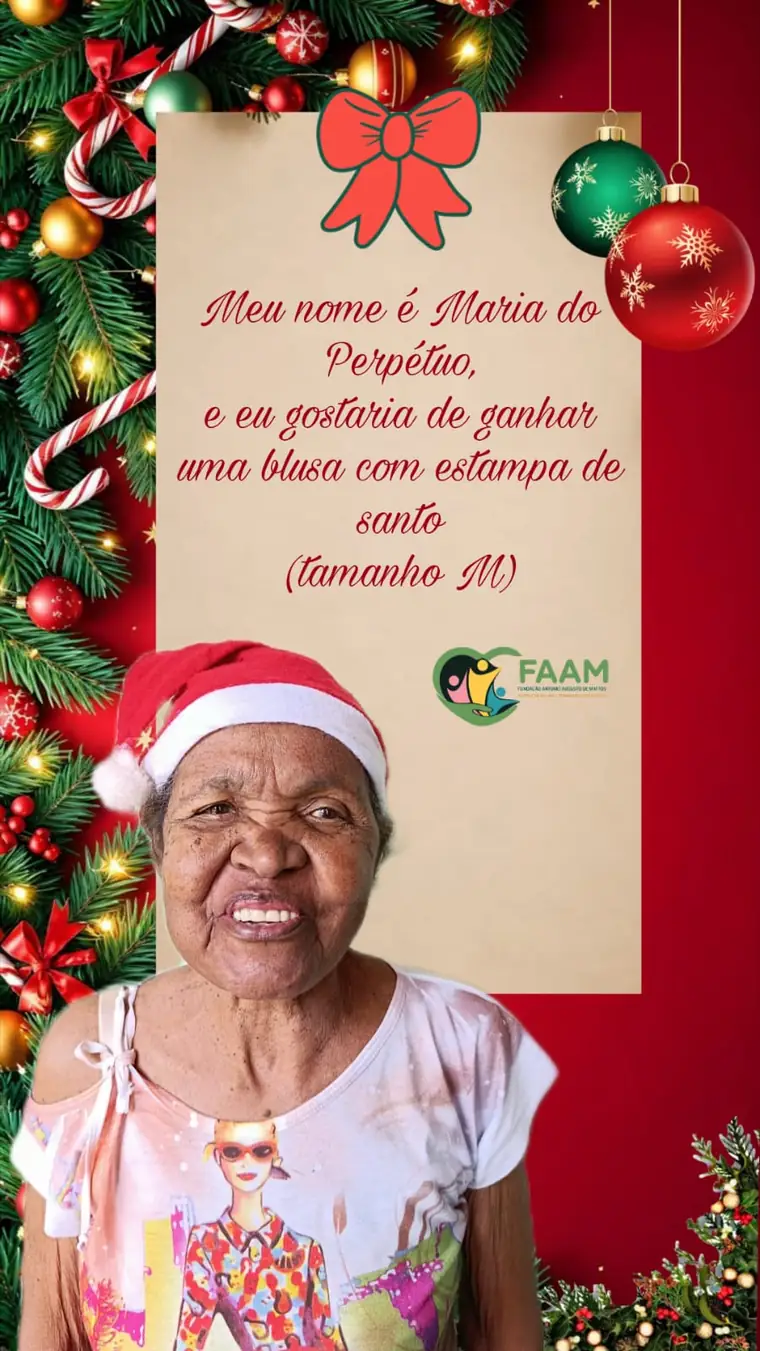 Meu nome é Maria do
Perpétuo,
e eu gostaria de ganhar
uma blusa com estampa de
santo
(tamanho M)
FAAM